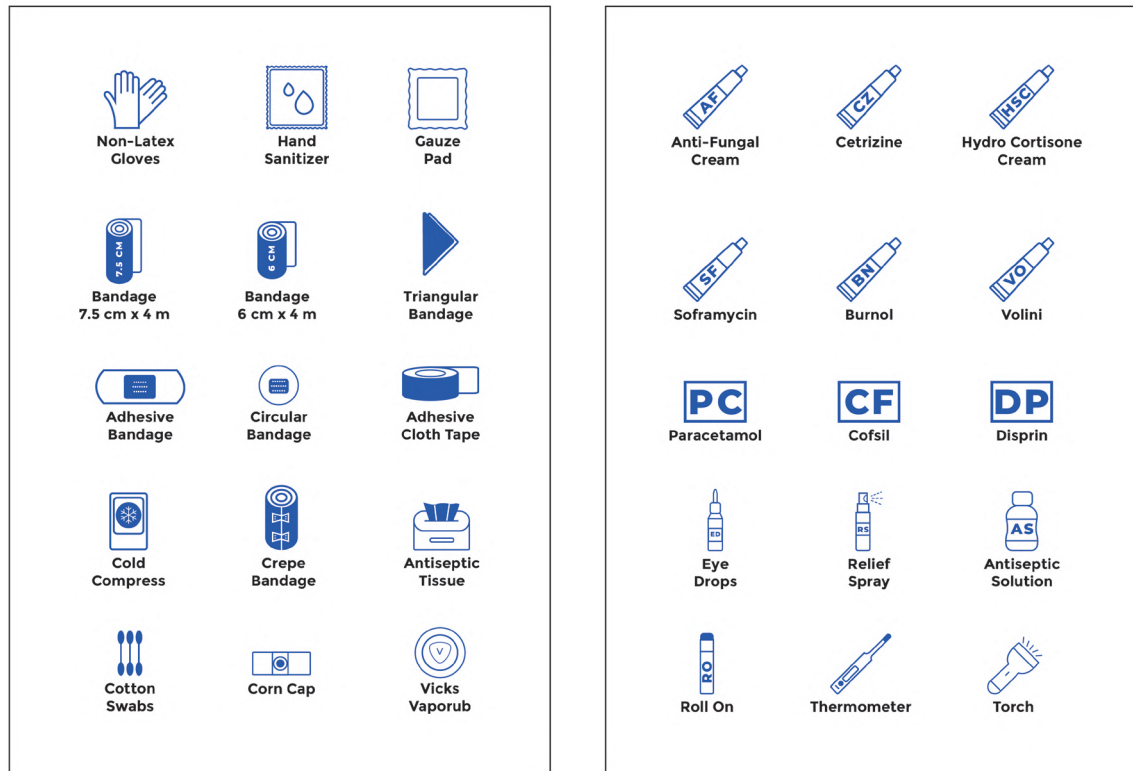 Non-Latex
Gloves
Hand
Sanitizer
Gauze
Pad
7.5 CM
Bandage
7.5 cm x 4 m
6 CM
Bandage
6 cm x 4 m
Triangular
Bandage
Adhesive
Bandage
Circular
Bandage
Adhesive
Cloth Tape
Cold
Compress
Crepe
Bandage
Antiseptic
Tissue
Cotton
Swabs
Corn Cap
V
Vicks
Vaporub
AF
Anti-Fungal
Cream
CZ
Cetrizine
HSC
Hydro Cortisone
Cream
SF
Soframycin
BN
Burnol
VO
Volini
PC
Paracetamol
CF
Cofsil
DP
Disprin
ED
Eye
Drops
RS
Relief
Spray
AS
Antiseptic
Solution
RO
Roll On
Thermometer
Torch